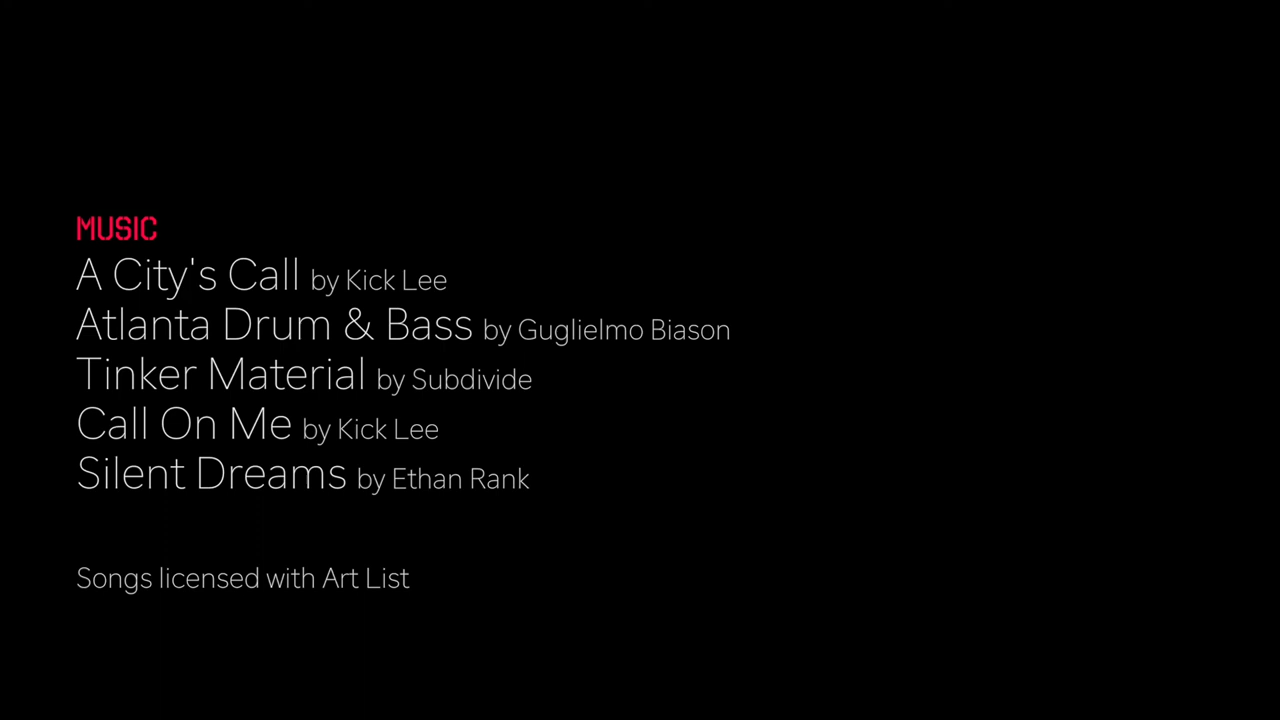 MUSIC
A City's Call by Kick Lee
Atlanta Drum & Bass by Guglielmo Biason
Tinker Material by Subdivide
Call On Me by Kick Lee
Silent Dreams by Ethan Rank
Songs licensed with Art List